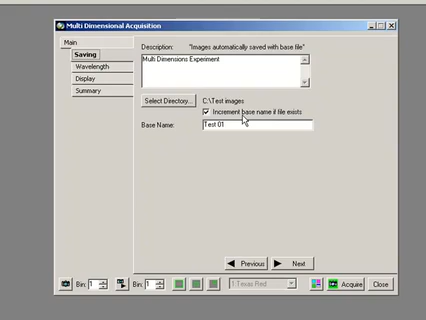 Multi Dimensional Acquisition
Main
Saving
Wavelength
Display
Summary
Description: "Images automatically saved with base file"
Multi Dimensions Experiment
Select Directory... C:\Test images
Increment base name if file exists
Base Name: Test 01
Previous Next
Bin: 1 Bin: 1 1 Texas Red Acquire Close